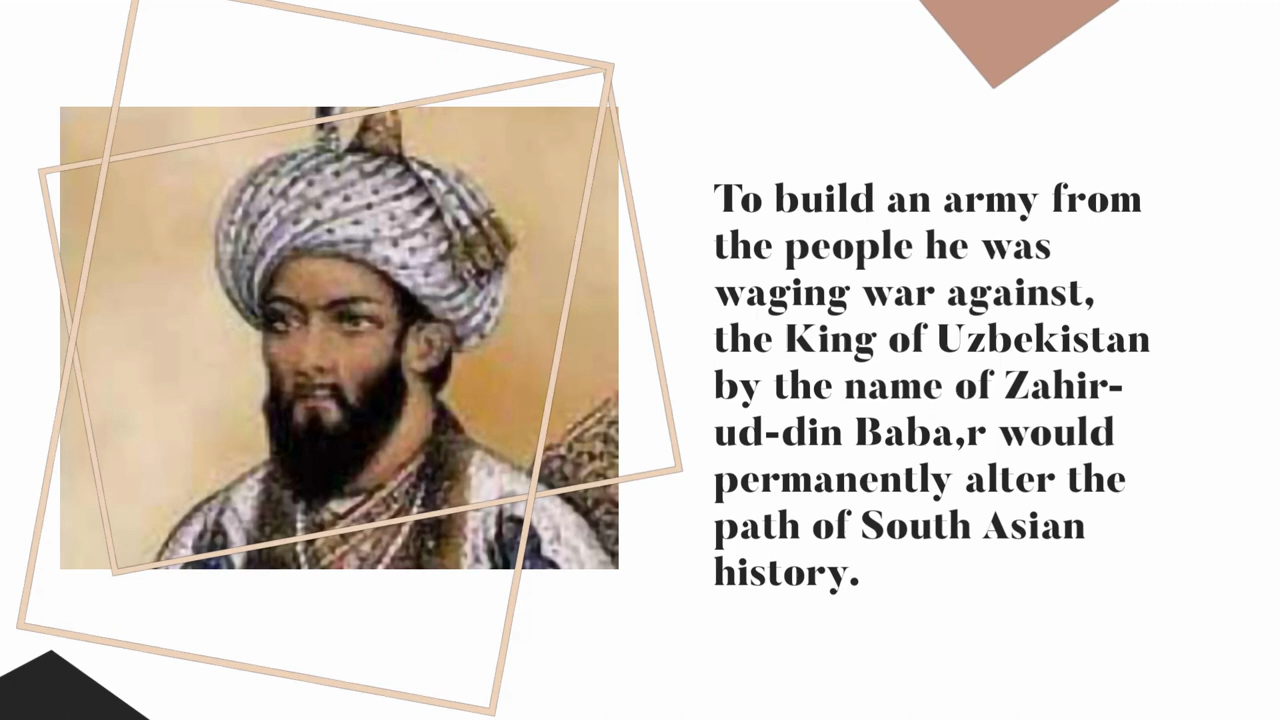 To build an army from
the people he was
waging war against,
the King of Uzbekistan
by the name of Zahir-
ud-din Baba,r would
permanently alter the
path of South Asian
history.